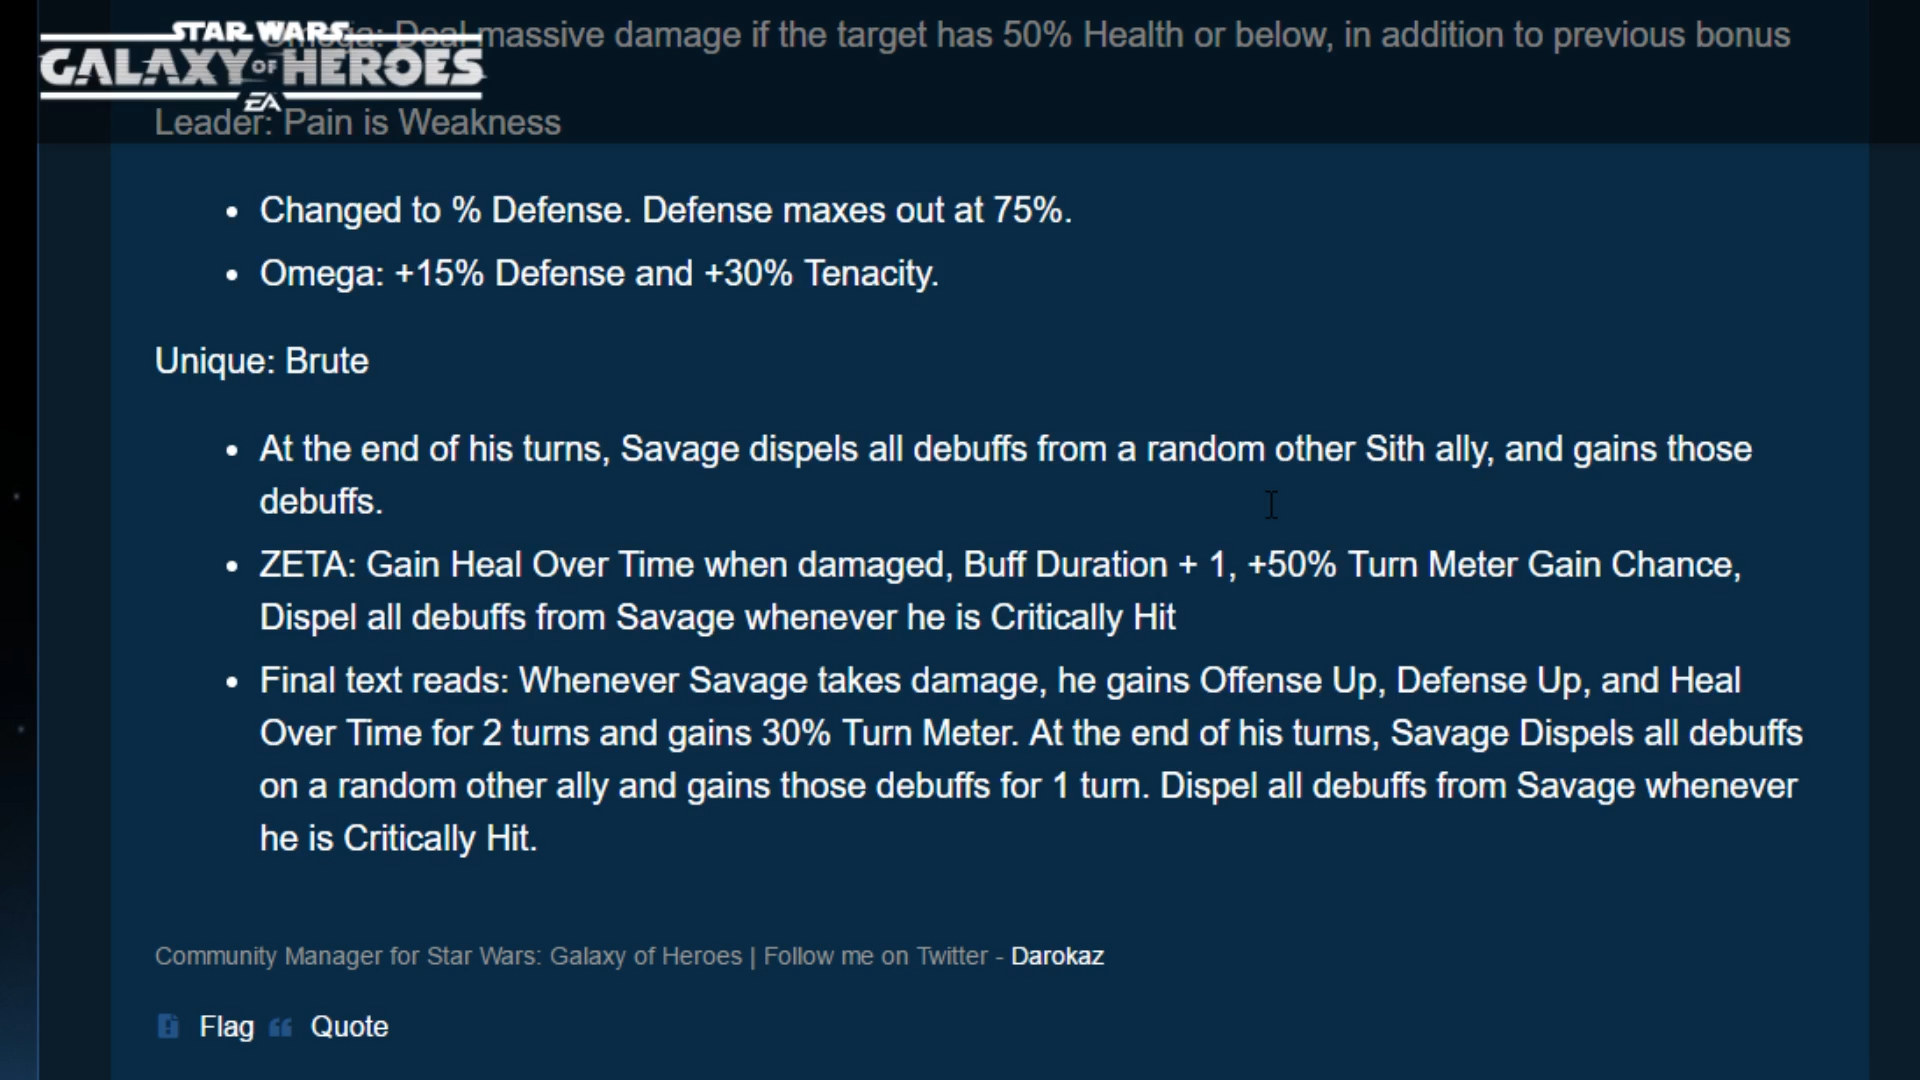 STAR WARS
GALAXY OF HEROES
EA
Omega: Deal massive damage if the target has 50% Health or below, in addition to previous bonus
Leader: Pain is Weakness
• Changed to % Defense. Defense maxes out at 75%.
• Omega: +15% Defense and +30% Tenacity.
Unique: Brute
• At the end of his turns, Savage dispels all debuffs from a random other Sith ally, and gains those
debuffs.
• ZETA: Gain Heal Over Time when damaged, Buff Duration + 1, +50% Turn Meter Gain Chance,
Dispel all debuffs from Savage whenever he is Critically Hit
• Final text reads: Whenever Savage takes damage, he gains Offense Up, Defense Up, and Heal
Over Time for 2 turns and gains 30% Turn Meter. At the end of his turns, Savage Dispels all debuffs
on a random other ally and gains those debuffs for 1 turn. Dispel all debuffs from Savage whenever
he is Critically Hit.
Community Manager for Star Wars: Galaxy of Heroes | Follow me on Twitter - Darokaz
Flag Quote